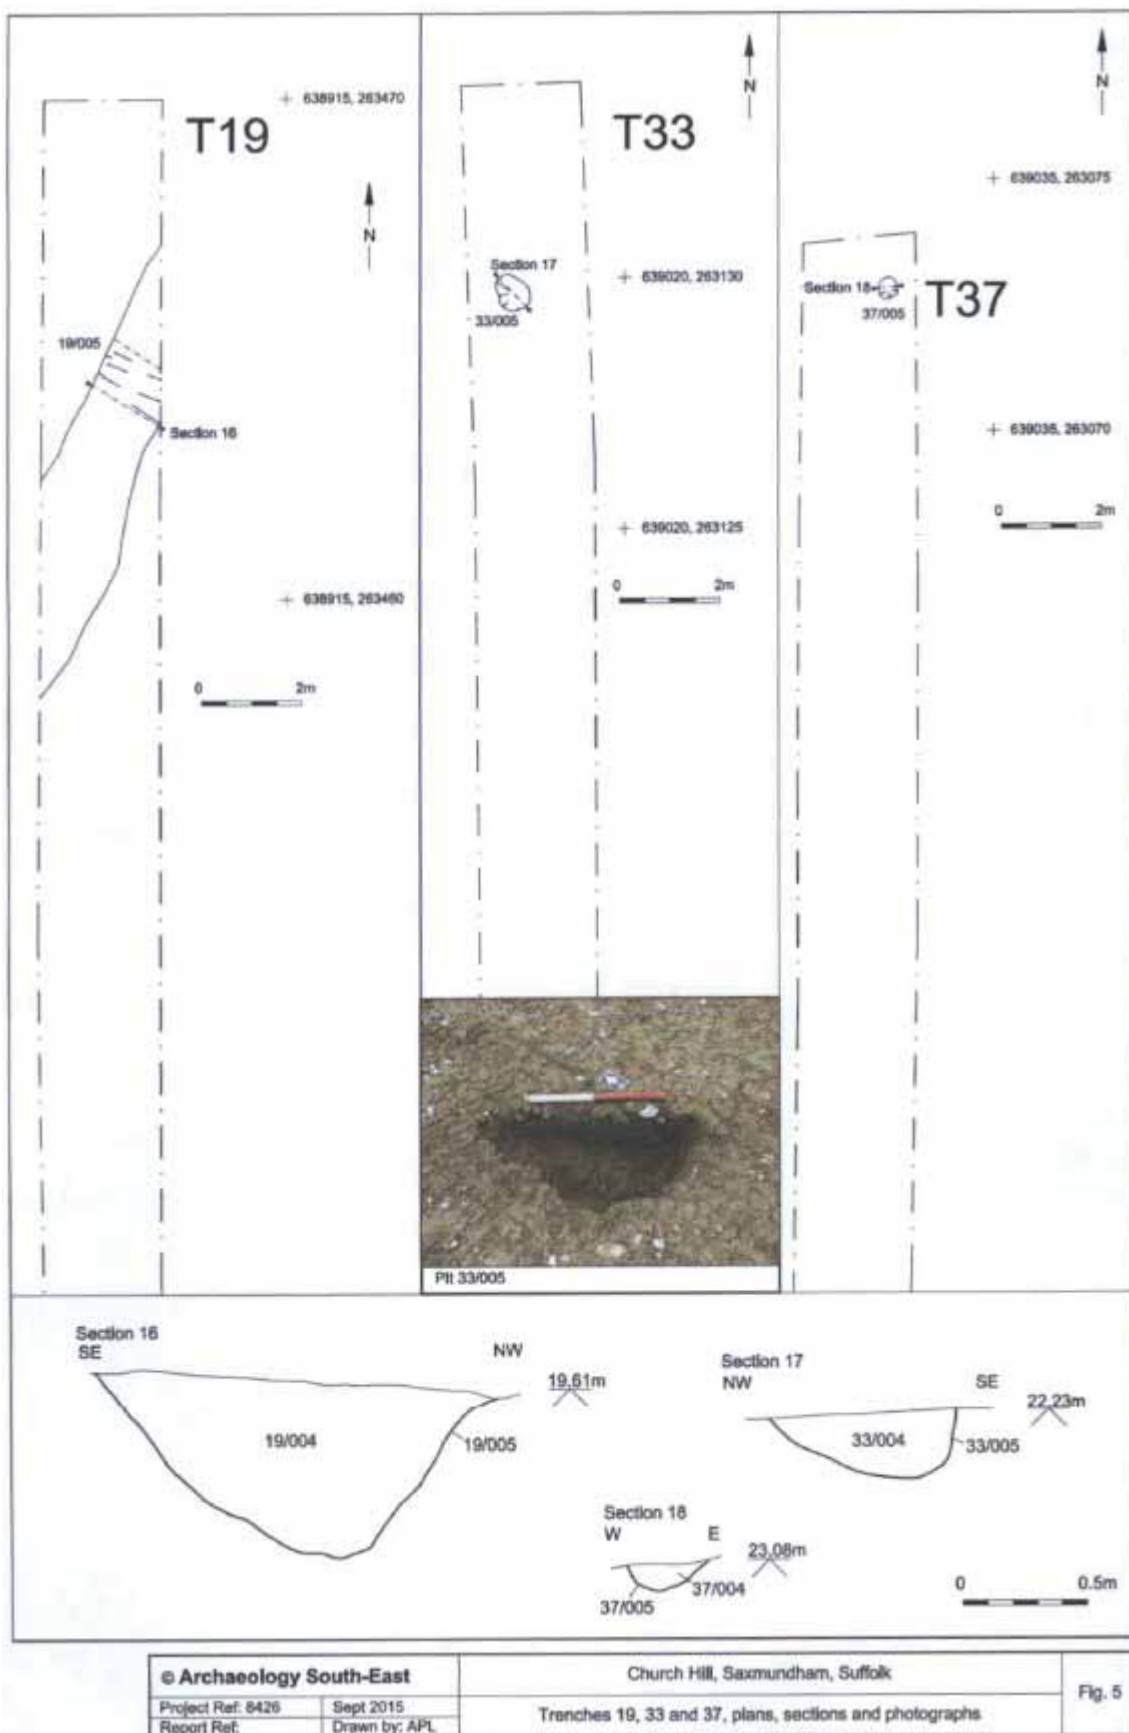 T19
638915, 263470
N
19/005
Section 16
638915, 263460
0 2m
T33
N
Section 17
33/005
639020, 263130
639020, 263125
0 2m
Pit 33/005
N
639035, 263075
Section 18
37/005
T37
639035, 263070
0 2m
Section 16
SE NW
19.61m
19/004
19/005
Section 17
NW SE
22.23m
33/004
33/005
Section 18
W E
23.08m
37/004
37/005
0 0.5m
© Archaeology South-East
Project Ref: 8426 Sept 2015
Report Ref: Drawn by: APL
Church Hill, Saxmundham, Suffolk
Trenches 19, 33 and 37, plans, sections and photographs
Fig. 5